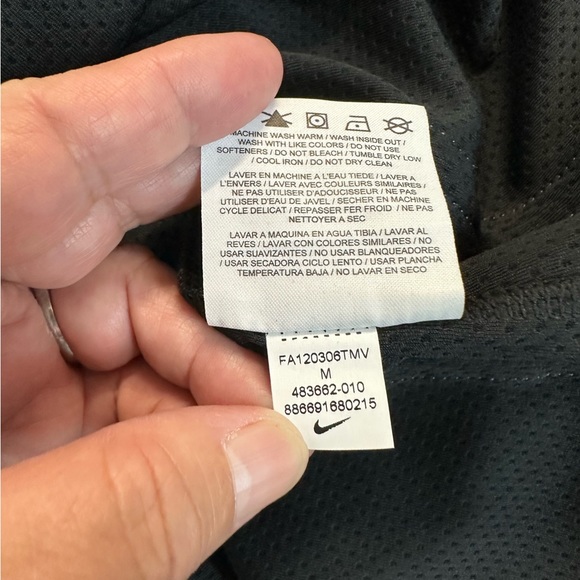 MACHINE WASH WARM / WASH INSIDE OUT /
WASH WITH LIKE COLORS / DO NOT USE
SOFTENERS / DO NOT BLEACH / TUMBLE DRY LOW
/ COOL IRON / DO NOT DRY CLEAN
LAVER EN MACHINE A L'EAU TIEDE / LAVER A
L'ENVERS / LAVER AVEC COULEURS SIMILAIRES /
NE PAS UTILISER D'ADOUCISSEUR / NE PAS
UTILISER D'EAU DE JAVEL / SECHER EN MACHINE
CYCLE DELICAT / REPASSER FER FROID / NE PAS
NETTOYER A SEC
LAVAR A MAQUINA EN AGUA TIBIA / LAVAR AL
REVES / LAVAR CON COLORES SIMILARES / NO
USAR SUAVIZANTES / NO USAR BLANQUEADORES
/ USAR SECADORA CICLO LENTO / USAR PLANCHA
TEMPERATURA BAJA / NO LAVAR EN SECO
FA120306TMV
M
483662-010
886691680215